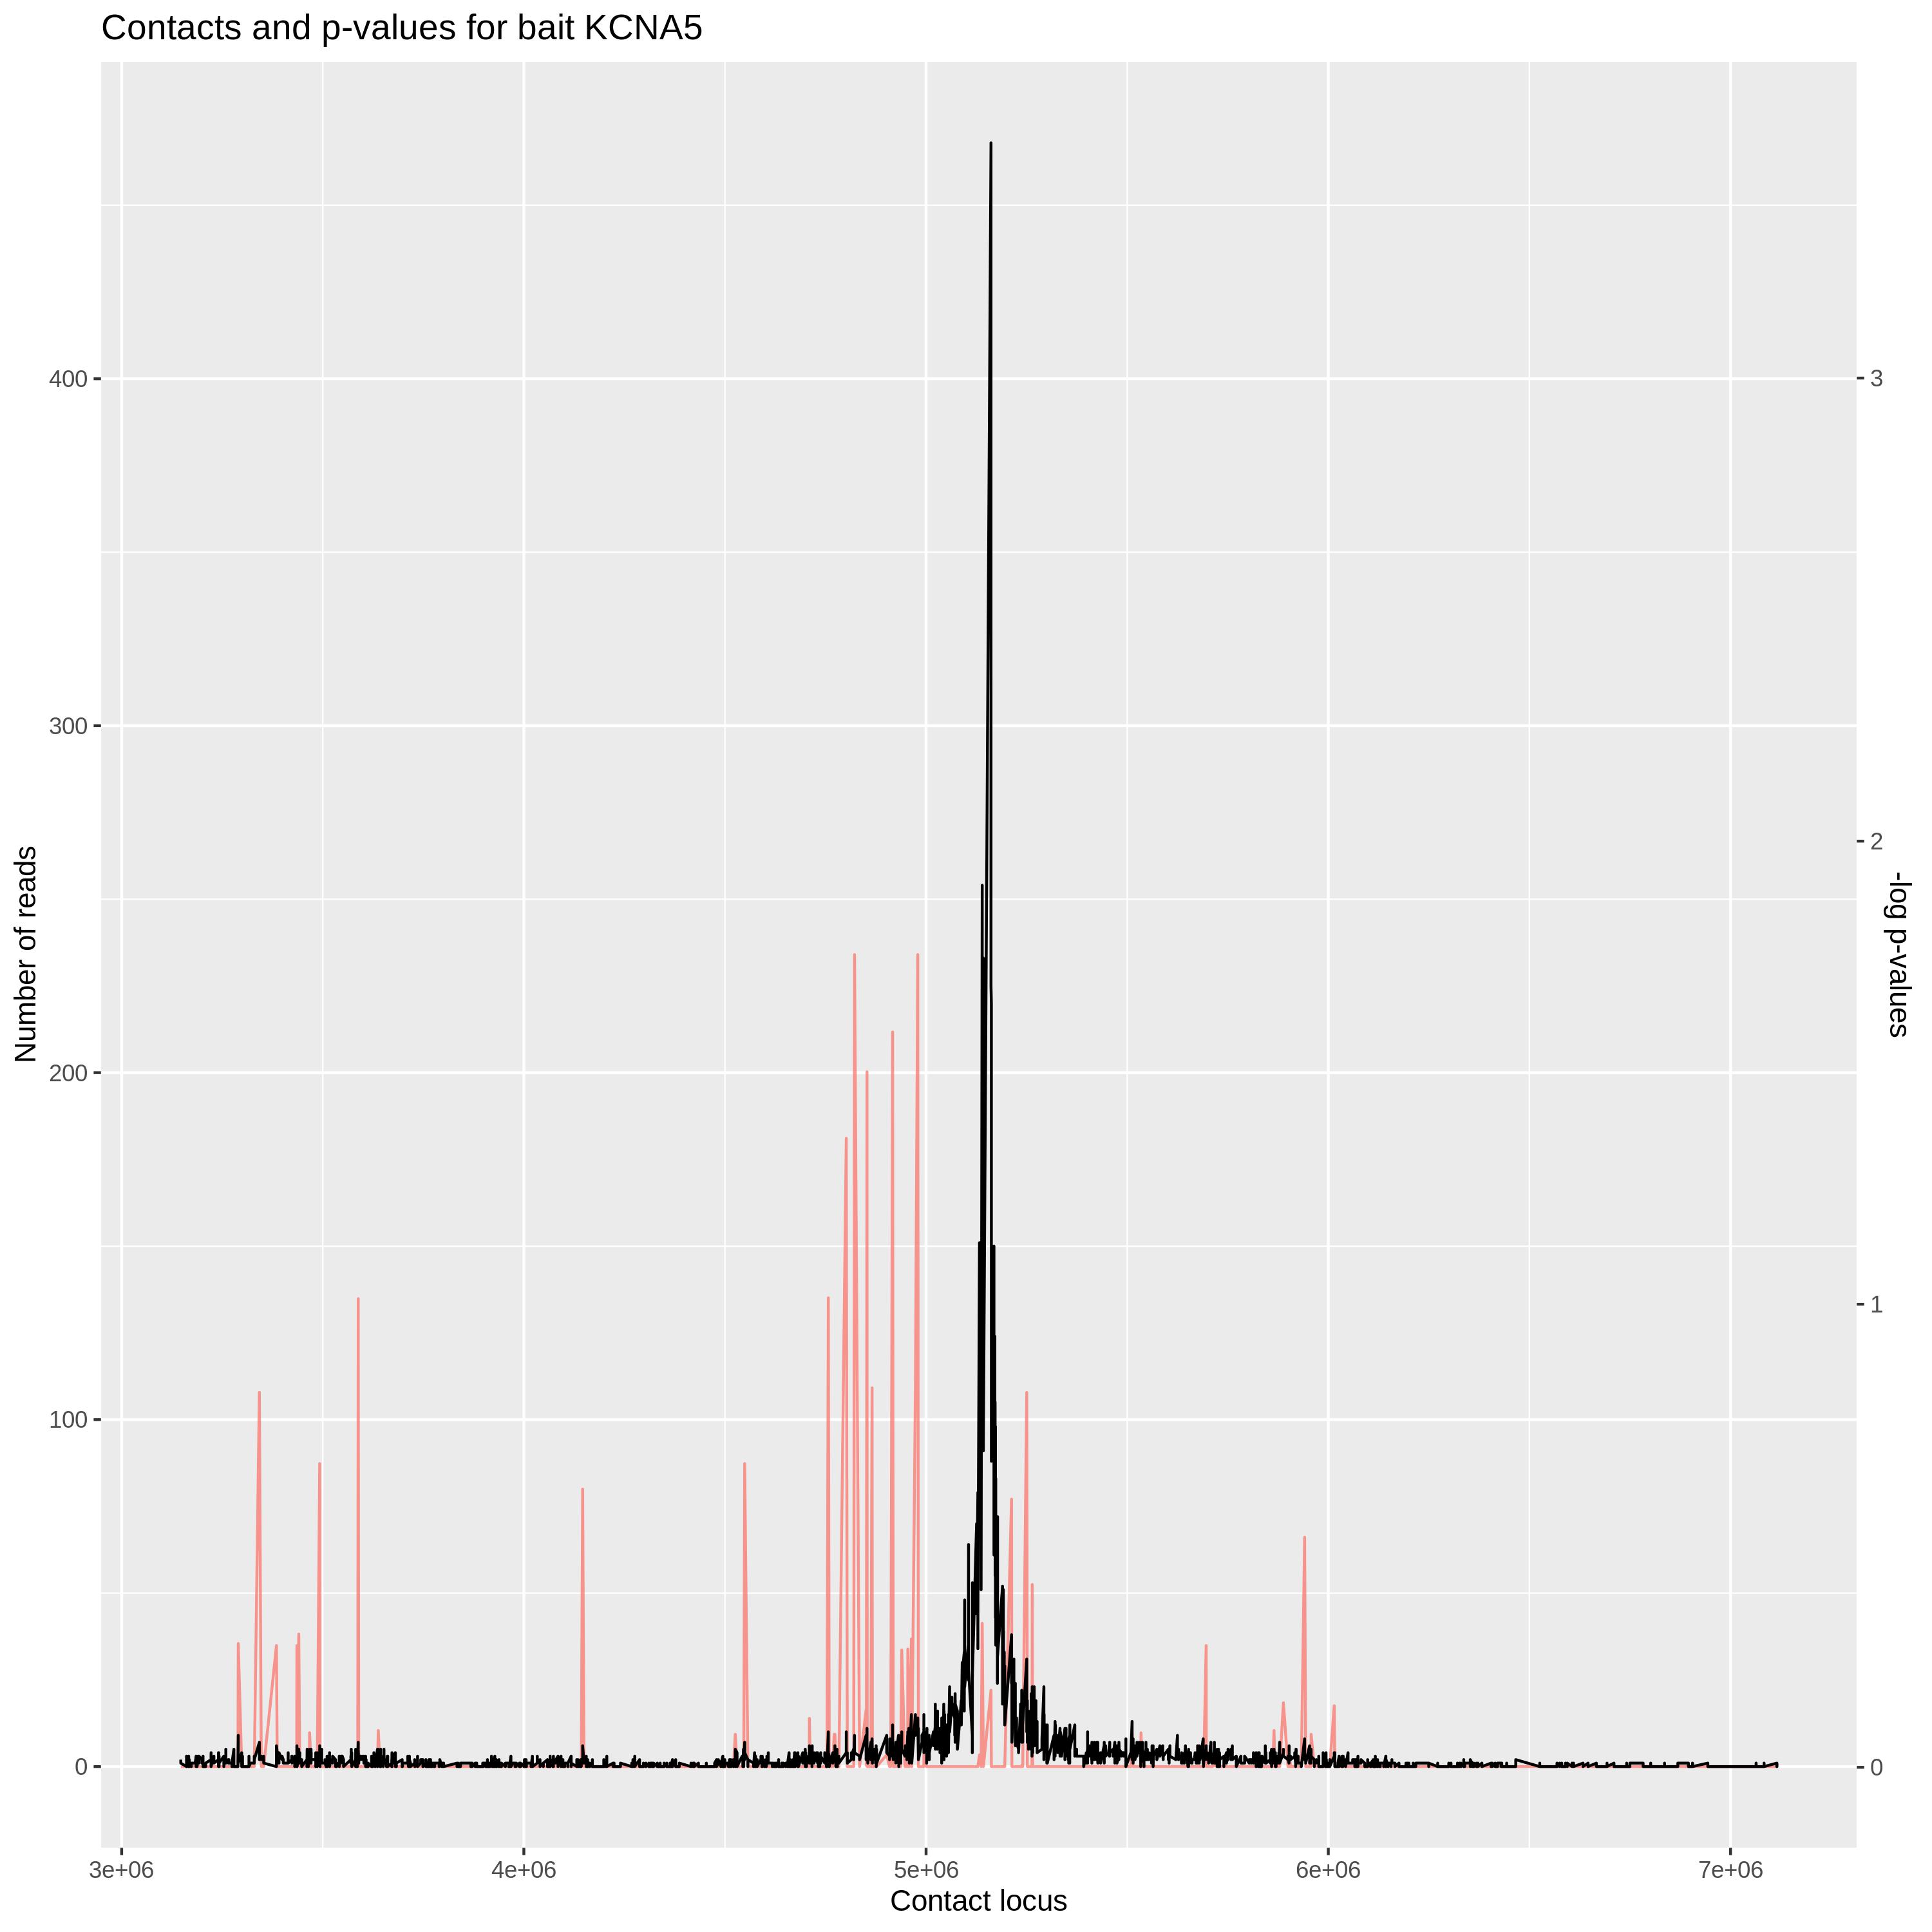 Contacts and p-values for bait KCNA5
400
300
200
100
0
Number of reads
3
2
1
0
-log p-values
3e+06
4e+06
5e+06
6e+06
7e+06
Contact locus